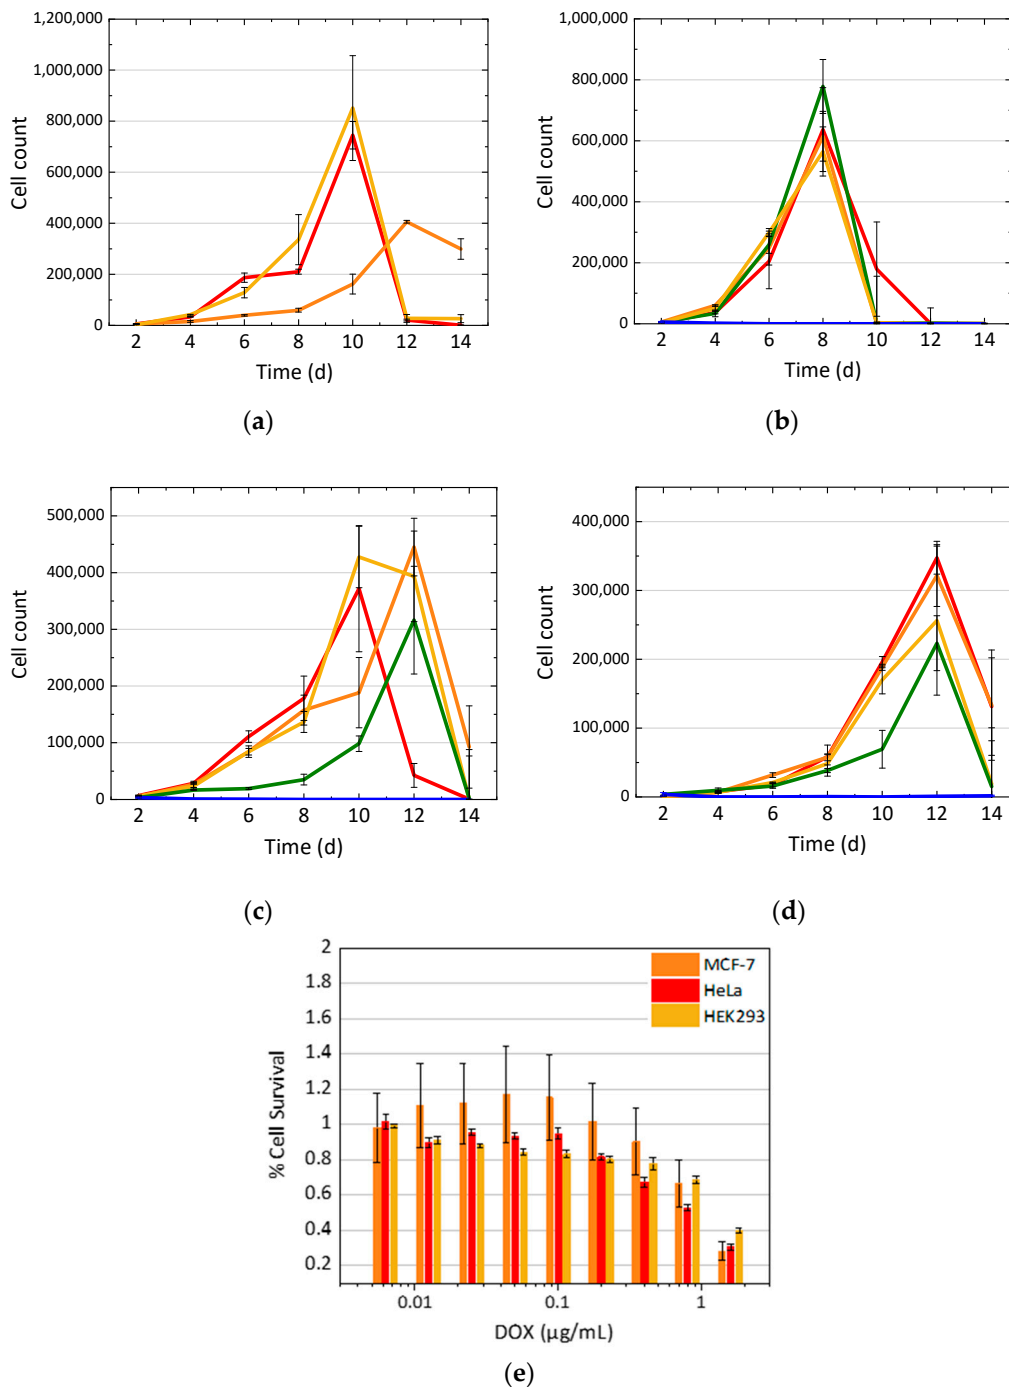 1,200,000
1,000,000
800,000
600,000
400,000
200,000
0
Cell count
2 4 6 8 10 12 14
Time (d)
(a)
1,000,000
800,000
600,000
400,000
200,000
0
Cell count
2 4 6 8 10 12 14
Time (d)
(b)
500,000
400,000
300,000
200,000
100,000
0
Cell count
2 4 6 8 10 12 14
Time (d)
(c)
400,000
300,000
200,000
100,000
0
Cell count
2 4 6 8 10 12 14
Time (d)
(d)
2
1.8
1.6
1.4
1.2
1
0.8
0.6
0.4
0.2
% Cell Survival
MCF-7
HeLa
HEK293
0.01 0.1 1
DOX (µg/mL)
(e)